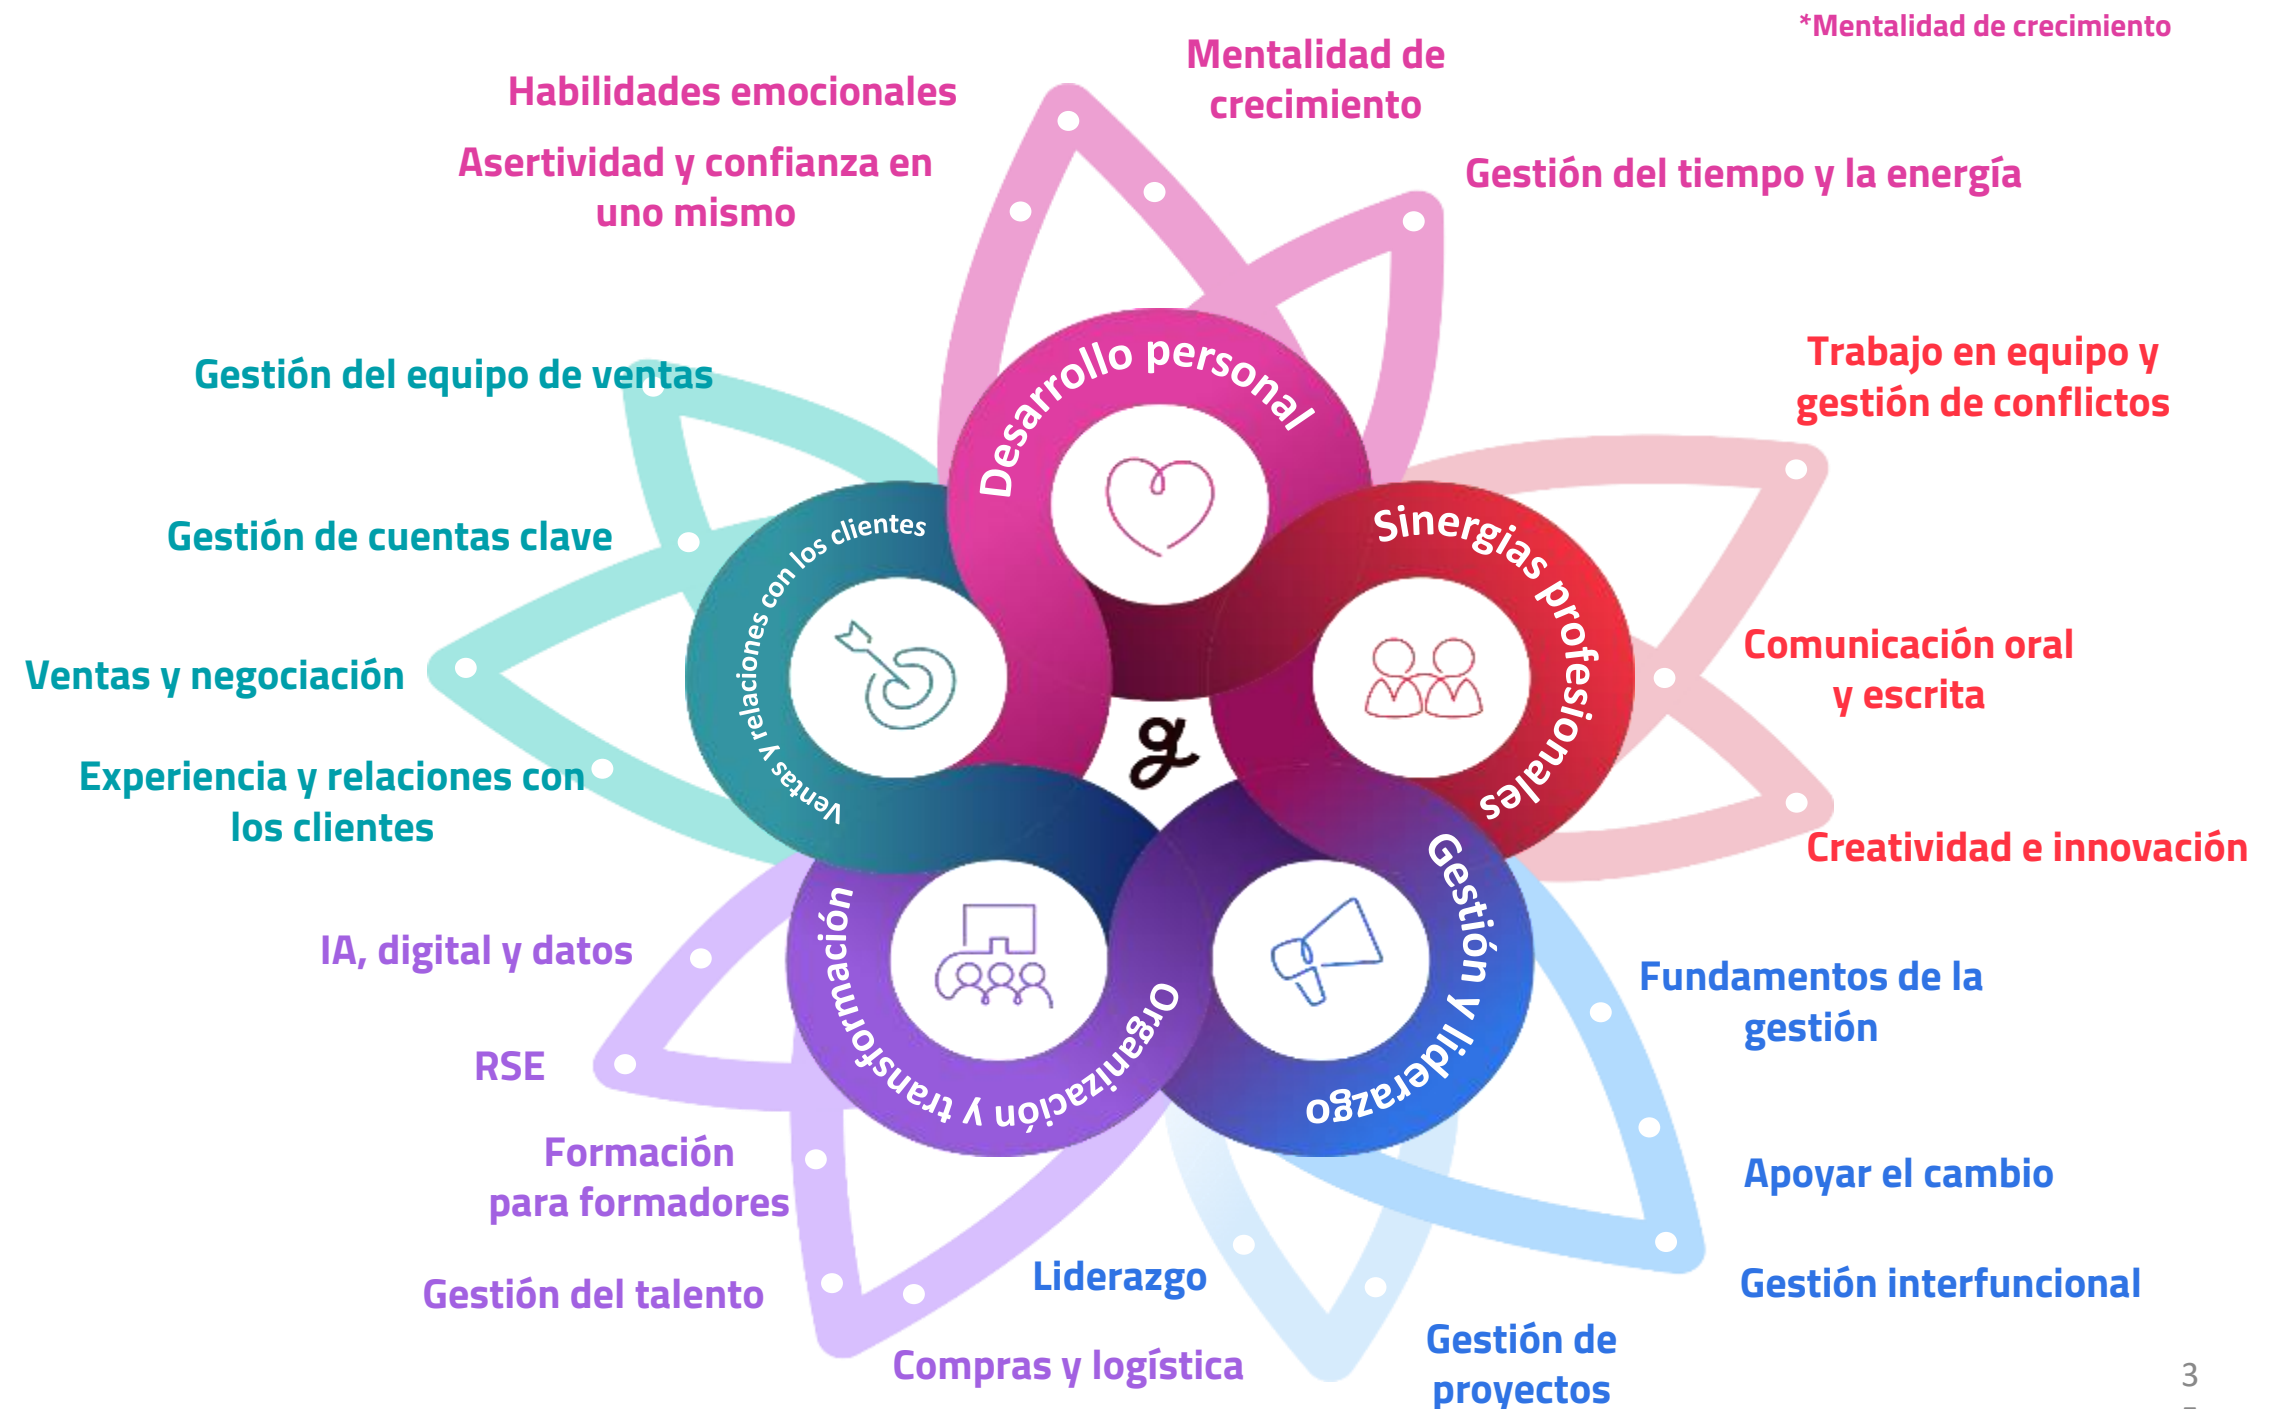 *Mentalidad de crecimiento
Mentalidad de
crecimiento
Habilidades emocionales
Asertividad y confianza en
uno mismo
Gestión del tiempo y la energía
Trabajo en equipo y
gestión de conflictos
Gestión del equipo de ventas
Desarrollo personal
Sinergias profesionales
Ventas y relaciones con los clientes
Gestión de cuentas clave
Comunicación oral
y escrita
Ventas y negociación
g
Experiencia y relaciones con
los clientes
Creatividad e innovación
Organización y transformación
Gestión y liderazgo
IA, digital y datos
Fundamentos de la
gestión
RSE
Formación
para formadores
Apoyar el cambio
Gestión del talento
Liderazgo
Gestión interfuncional
Compras y logística
Gestión de
proyectos
3